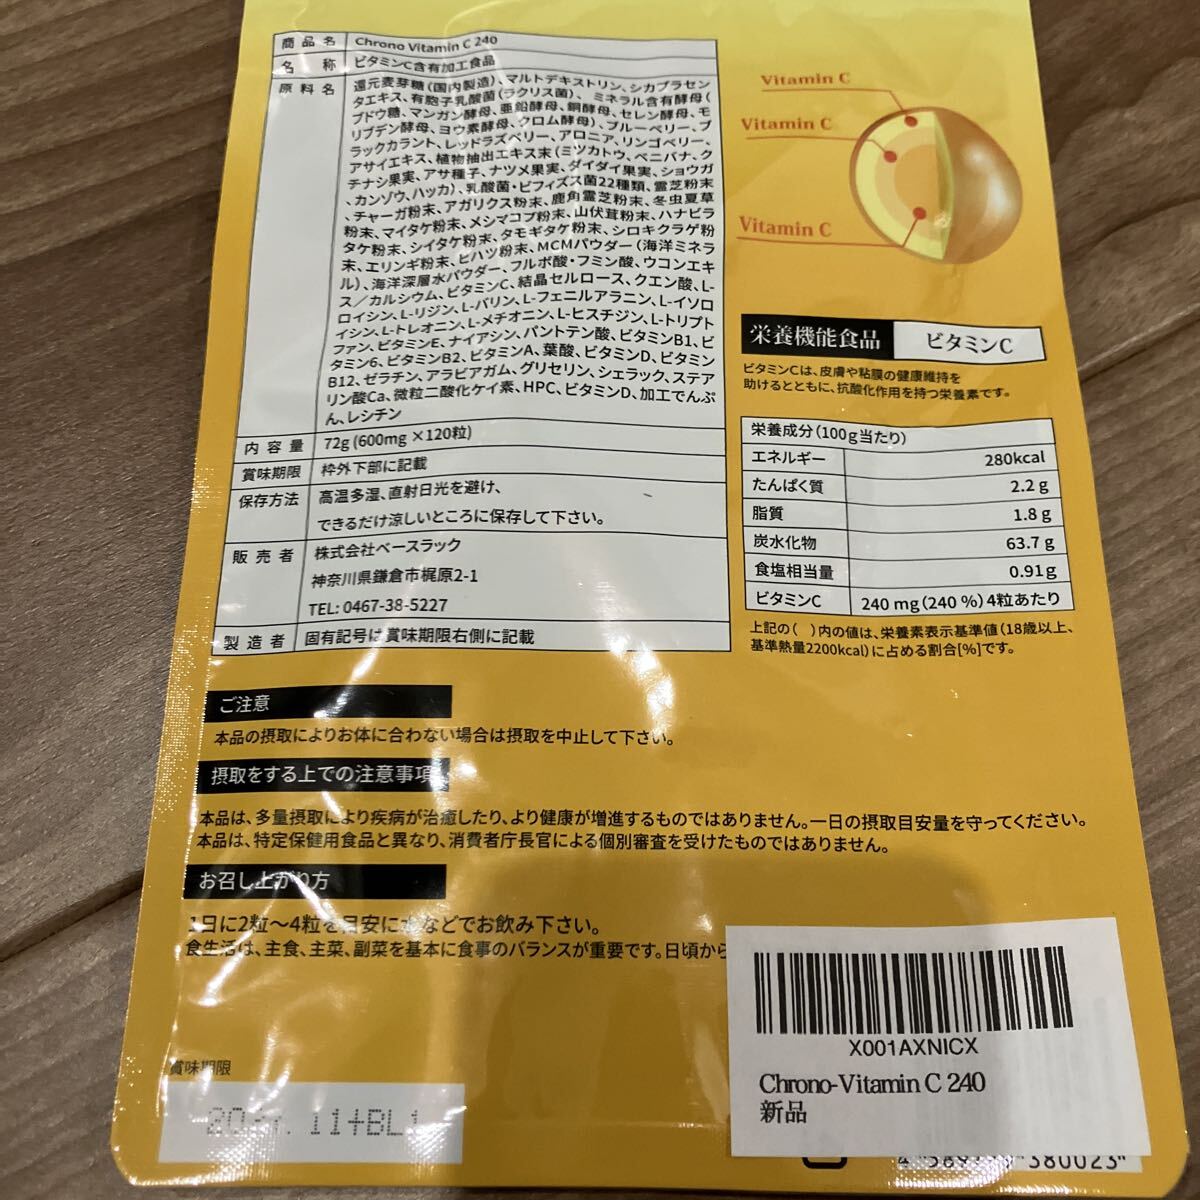 商品名 Chrono Vitamin C 240
名称 ビタミンC含有加工食品
原料名 還元麦芽糖(国内製造)、マルトデキストリン、シカプラセン
タエキス、有胞子乳酸菌(ラクリス菌)、ミネラル含有酵母(
ブドウ糖、マンガン酵母、亜鉛酵母、銅酵母、セレン酵母、モ
リブデン酵母、ヨウ素酵母、クロム酵母)、ブルーベリー、ブ
ラックカラント、レッドラズベリー、アロニア、リンゴベリー、
アサイエキス、植物抽出エキス末(ミツカトウ、ベニバナ、ク
チナシ果実、アサ種子、ナツメ果実、ダイダイ果実、ショウガ
、カンゾウ、ハッカ)、乳酸菌・ビフィズス菌22種類、霊芝粉末
、チャーガ粉末、アガリクス粉末、鹿角霊芝粉末、冬虫夏草
粉末、マイタケ粉末、メシマコブ粉末、山伏茸粉末、ハナビラ
タケ粉末、シイタケ粉末、タモギタケ粉末、シロキクラゲ粉
末、エリンギ粉末、ヒハツ粉末、MCMパウダー(海洋ミネラ
ル)、海洋深層水パウダー、フルボ酸・フミン酸、ウコンエキ
ス/カルシウム、ビタミンC、結晶セルロース、クエン酸、L-
ロイシン、L-リジン、L-バリン、L-フェニルアラニン、L-イソロ
イシン、L-トレオニン、L-メチオニン、L-ヒスチジン、L-トリプト
ファン、ビタミンE、ナイアシン、パントテン酸、ビタミンB1、ビ
タミン6、ビタミンB2、ビタミンA、葉酸、ビタミンD、ビタミン
B12、ゼラチン、アラビアガム、グリセリン、シェラック、ステア
リン酸Ca、微粒二酸化ケイ素、HPC、ビタミンD、加工でんぷ
ん、レシチン
内容量 72g(600mg×120粒)
賞味期限 枠外下部に記載
保存方法 高温多湿、直射日光を避け、
できるだけ涼しいところに保存して下さい。
販売者 株式会社ベースラック
神奈川県鎌倉市梶原2-1
TEL: 0467-38-5227
製造者 固有記号は賞味期限右側に記載
Vitamin C
Vitamin C
Vitamin C
栄養機能食品 ビタミンC
ビタミンCは、皮膚や粘膜の健康維持を
助けるとともに、抗酸化作用を持つ栄養素です。
栄養成分(100g当たり)
エネルギー 280kcal
たんぱく質 2.2g
脂質 1.8g
炭水化物 63.7g
食塩相当量 0.91g
ビタミンC 240mg(240%)4粒あたり
上記の( )内の値は、栄養素表示基準値(18歳以上、
基準熱量2200kcal)に占める割合[%]です。
ご注意
本品の摂取によりお体に合わない場合は摂取を中止して下さい。
摂取をする上での注意事項
本品は、多量摂取により疾病が治癒したり、より健康が増進するものではありません。一日の摂取目安量を守ってください。
本品は、特定保健用食品と異なり、消費者庁長官による個別審査を受けたものではありません。
お召し上がり方
1日に2粒～4粒を目安に水などでお飲み下さい。
食生活は、主食、主菜、副菜を基本に食事のバランスが重要です。日頃から
X001AXNICX
Chrono-Vitamin C 240
新品
賞味期限
11+BL1
380023